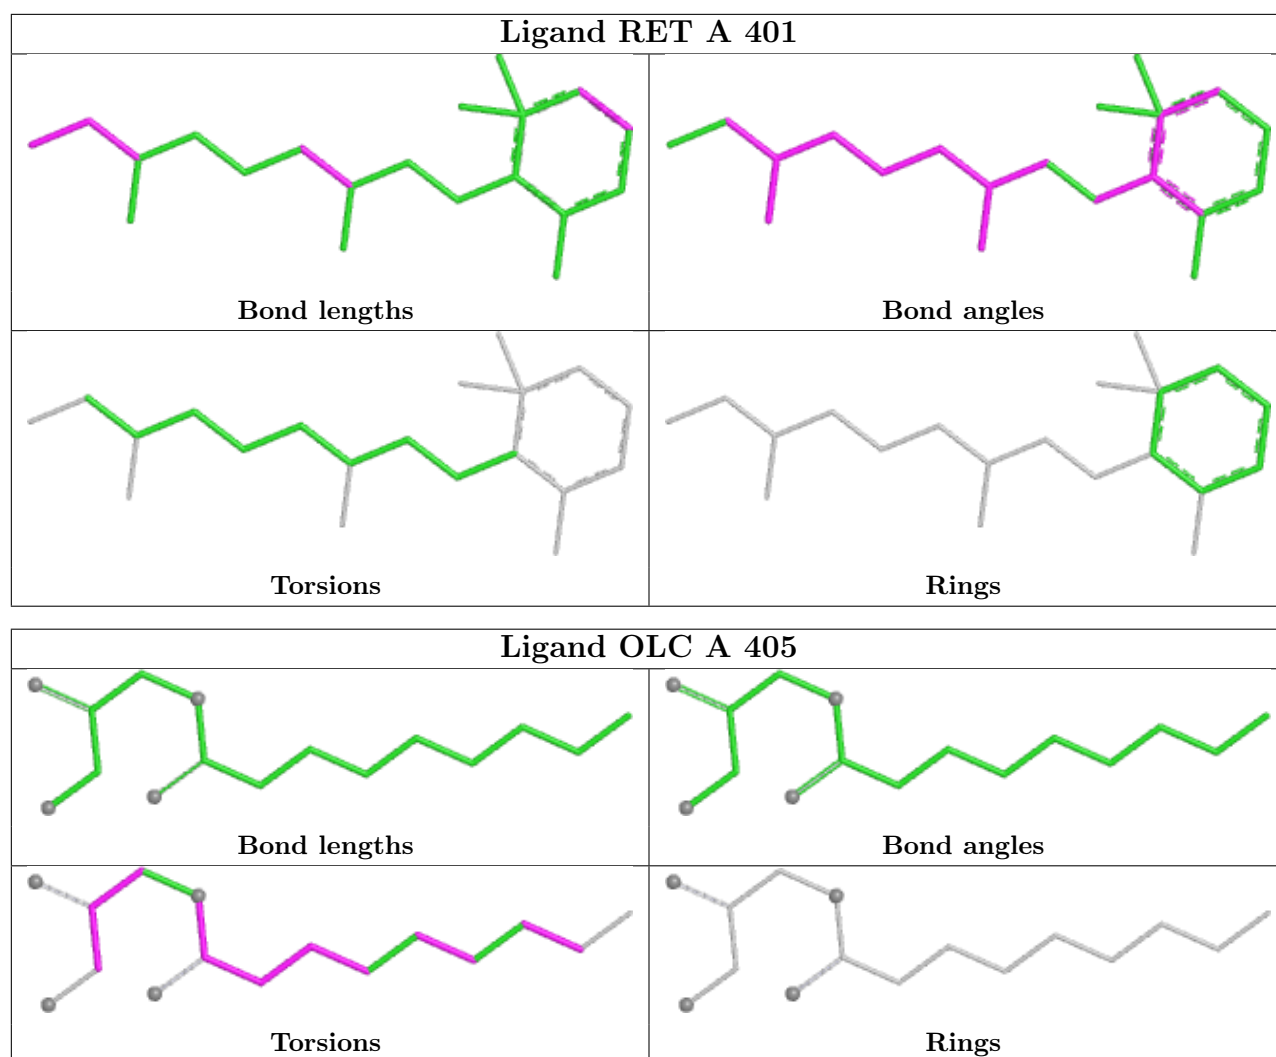 Ligand RET A 401
Bond lengths
Bond angles
Torsions
Rings
Ligand OLC A 405
Bond lengths
Bond angles
Torsions
Rings